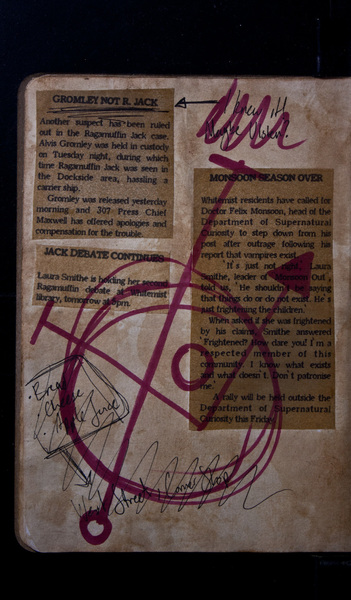 GROMLEY NOT R. JACK
Another suspect has been ruled
out in the Ragamuffin Jack case.
Alvis Gromley was held in custody
on Tuesday night, during which
time Ragamuffin Jack was seen in
the Dockside area, hassling a
carrier ship.
Gromley was released yesterday
morning and 307 Press Chief
Maxwell has offered apologies and
compensation for the trouble.
JACK DEBATE CONTINUES
Laura Smithe is holding her second
Ragamuffin debate at Whitemist
library, tomorrow at 5pm.
I knew it
MONSOON SEASON OVER
Whitemist residents have called for
Doctor Felix Monsoon, head of the
Department of Supernatural
Curiosity to step down from his
post after outrage following his
report that vampires exist.
'It's just not right,' Laura
Smithe, leader of 'Monsoon Out',
told us. 'He shouldn't be saying
that things do or do not exist. He's
just frightening the children.'
When asked if she was frightened
by his claims, Smithe answered
'Frightened? How dare you! I'm a
respected member of this
community. I know what exists
and what doesn't. Don't patronise
me.'
A rally will be held outside the
Department of Supernatural
Curiosity this Friday.
· Bread
· Cheese
· Juice
Street Shop